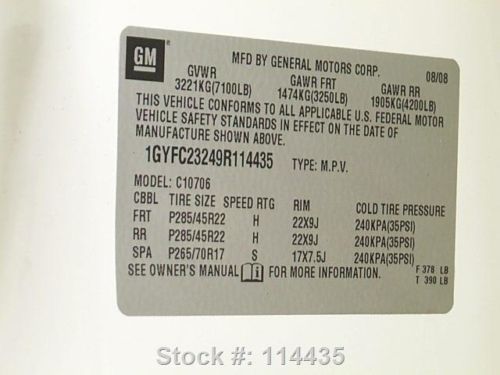 GM
MFD BY GENERAL MOTORS CORP. 08/08
GVWR GAWR FRT GAWR RR
3221KG(7100LB) 1474KG(3250LB) 1905KG(4200LB)
THIS VEHICLE CONFORMS TO ALL APPLICABLE U.S. FEDERAL MOTOR
VEHICLE SAFETY STANDARDS IN EFFECT ON THE DATE OF
MANUFACTURE SHOWN ABOVE.
1GYFC23249R114435 TYPE: M.P.V.
MODEL: C10706
CBBL TIRE SIZE SPEED RTG RIM COLD TIRE PRESSURE
FRT P285/45R22 H 22X9J 240KPA(35PSI)
RR P285/45R22 H 22X9J 240KPA(35PSI)
SPA P265/70R17 S 17X7.5J 240KPA(35PSI)
SEE OWNER'S MANUAL FOR MORE INFORMATION. F 378 LB
T 390 LB
Stock #: 114435